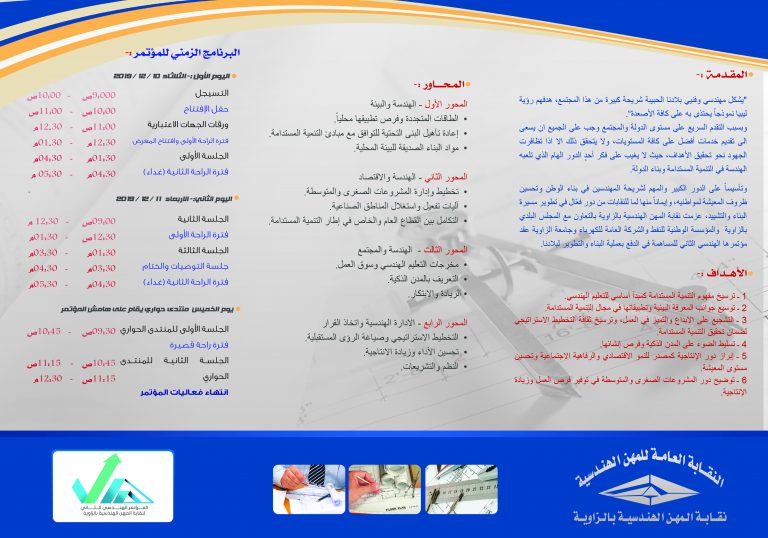 المقدمة :-
"يشكل مهندسي وفنيي بلادنا الحبيبة شريحة كبيرة من هذا المجتمع، هدفهم رؤية
ليبيا نموذجاً يحتذى به على كافة الأصعدة".
وبسبب التقدم السريع على مستوى الدولة والمجتمع وجب على الجميع ان يسعى
الى تقديم خدمات أفضل على كافة المستويات، ولا يتحقق ذلك الا اذا تظافرت
الجهود نحو تحقيق الأهداف، حيث لا يغيب على فكر أحدٍ الدور الهام الذي تلعبه
الهندسة في التنمية المستدامة وبناء الدولة.
وتأسيساً على الدور الكبير والمهم لشريحة المهندسين في بناء الوطن وتحسين
ظروف المعيشة لمواطنيه، وإيماناً منها لما للنقابات من دور فعّال في تطوير مسيرة
البناء والتشييد، عزمت نقابة المهن الهندسية بالزاوية بالتعاون مع المجلس البلدي
بالزاوية والمؤسسة الوطنية للنفط والشركة العامة للكهرباء وجامعة الزاوية عقد
مؤتمرها الهندسي الثاني للمساهمة في الدفع بعملية البناء والتطوير لبلادنا.
الأهداف :-
1 - ترسيخ مفهوم التنمية المستدامة كمبدأ أساسي للتعليم الهندسي.
2 - توسيع جوانب المعرفة البيئية وتطبيقاتها في مجال التنمية المستدامة.
3 - التشجيع على الابداع والتميز في العمل، وترسيخ ثقافة التخطيط الاستراتيجي
لضمان تحقيق التنمية المستدامة.
4 - تسليط الضوء على المدن الذكية وفرص إنشائها.
5 - إبراز دور الإنتاجية كمصدر للنمو الاقتصادي والرفاهية الاجتماعية وتحسين
مستوى المعيشة.
6 - توضيح دور المشروعات الصغرى والمتوسطة في توفير فرص العمل وزيادة
الانتاجية.
المحـاور :-
المحور الأول - الهندسة والبيئة
• الطاقات المتجددة وفرص تطبيقها محلياً.
• إعادة تأهيل البنى التحتية للتوافق مع مبادئ التنمية المستدامة.
• مواد البناء الصديقة للبيئة المحلية.
المحور الثاني - الهندسة والاقتصاد
• تخطيط وإدارة المشروعات الصغرى والمتوسطة.
• آليات تفعيل واستغلال المناطق الصناعية.
• التكامل بين القطاع العام والخاص في إطار التنمية المستدامة.
المحور الثالث - الهندسة والمجتمع
• مخرجات التعليم الهندسي وسوق العمل.
• التعريف بالمدن الذكية.
• الريادة والابتكار.
المحور الرابع - الادارة الهندسية واتخاذ القرار
• التخطيط الاستراتيجي وصياغة الرؤى المستقبلية.
• تحسين الأداء وزيادة الانتاجية.
• النظم والتشريعات.
البرنامج الزمني للمؤتمر :-
اليوم الأول :- الثلاثاء 10 / 12 / 2019
التسجيل 9,00ص - 10,00ص
حفل الإفتتاح 10,00ص - 11,00ص
ورقات الجهات الاعتبارية 11,00ص - 12,30م
فترة الراحة الأولى وافتتاح المعرض 12,30م - 01,30م
الجلسة الأولى 01,30م - 04,30م
فترة الراحة الثانية (غداء) 04,30م - 05,30م
اليوم الثاني:- الاربعاء 11 / 12 / 2019
الجلسة الثانية 09,00ص - 12,30م
فترة الراحة الأولى 12,30ص - 01,30م
الجلسة الثالثة 01,30م - 03,30م
جلسة التوصيات والختام 03,30م - 04,30م
فترة الراحة الثانية (غداء) 04,30م - 05,30م
يوم الخميس منتدى حواري يقام على هامش المؤتمر
الجلسة الأولى للمنتدى الحواري 09,30ص - 10,45ص
فترة راحة قصيرة
الجلسة الثانية للمنتدى 10,45ص - 11,15ص
الحواري 11,15ص - 12,30م
انتهاء فعاليات المؤتمر
النقابة العامة للمهن الهندسية
نقابة المهن الهندسية بالزاوية
المؤتمر الهندسي الثاني
لنقابة المهن الهندسية بالزاوية